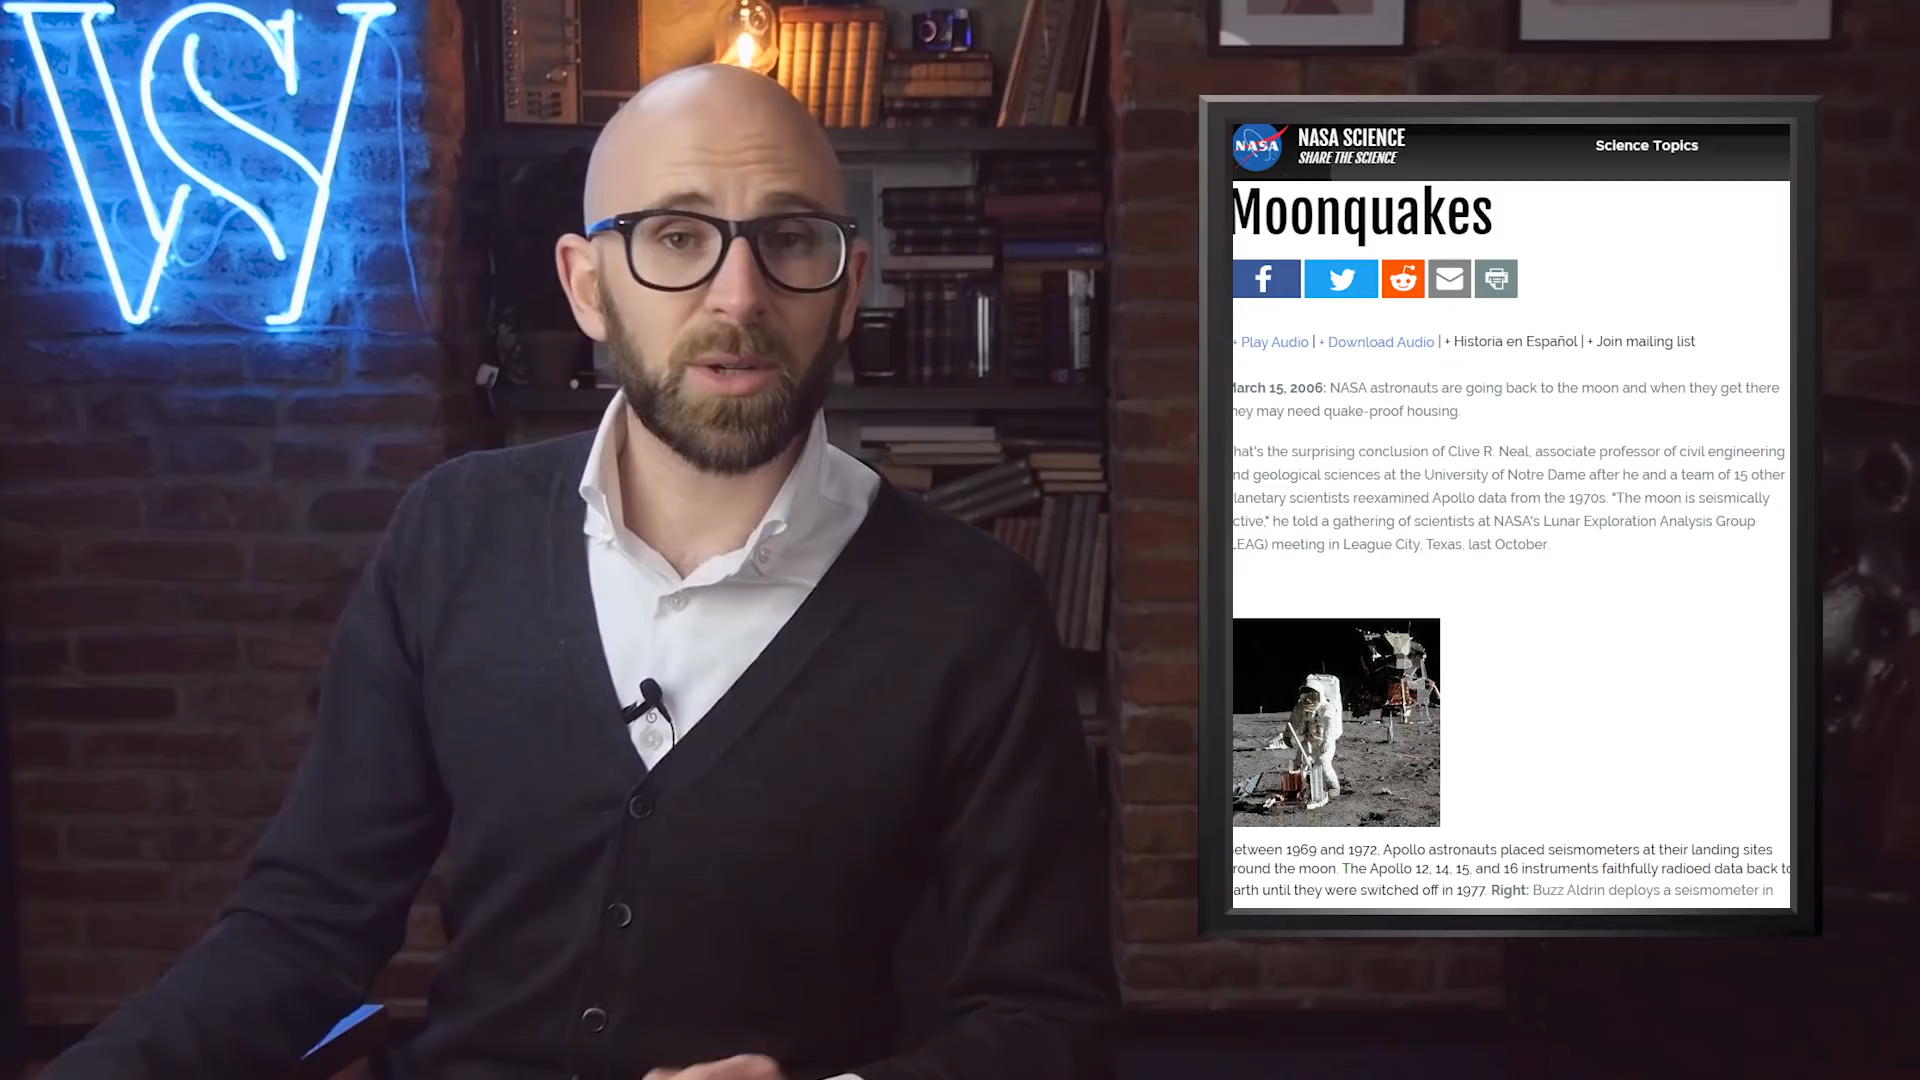 VS
NASA
NASA SCIENCE
SHARE THE SCIENCE
Science Topics
Moonquakes
+ Play Audio | + Download Audio | + Historia en Español | + Join mailing list
arch 15, 2006: NASA astronauts are going back to the moon and when they get there
hey may need quake-proof housing.
hat's the surprising conclusion of Clive R. Neal, associate professor of civil engineering
nd geological sciences at the University of Notre Dame after he and a team of 15 other
lanetary scientists reexamined Apollo data from the 1970s. "The moon is seismically
ctive," he told a gathering of scientists at NASA's Lunar Exploration Analysis Group
LEAG) meeting in League City, Texas, last October.
etween 1969 and 1972, Apollo astronauts placed seismometers at their landing sites
round the moon. The Apollo 12, 14, 15, and 16 instruments faithfully radioed data back to
arth until they were switched off in 1977. Right: Buzz Aldrin deploys a seismometer in